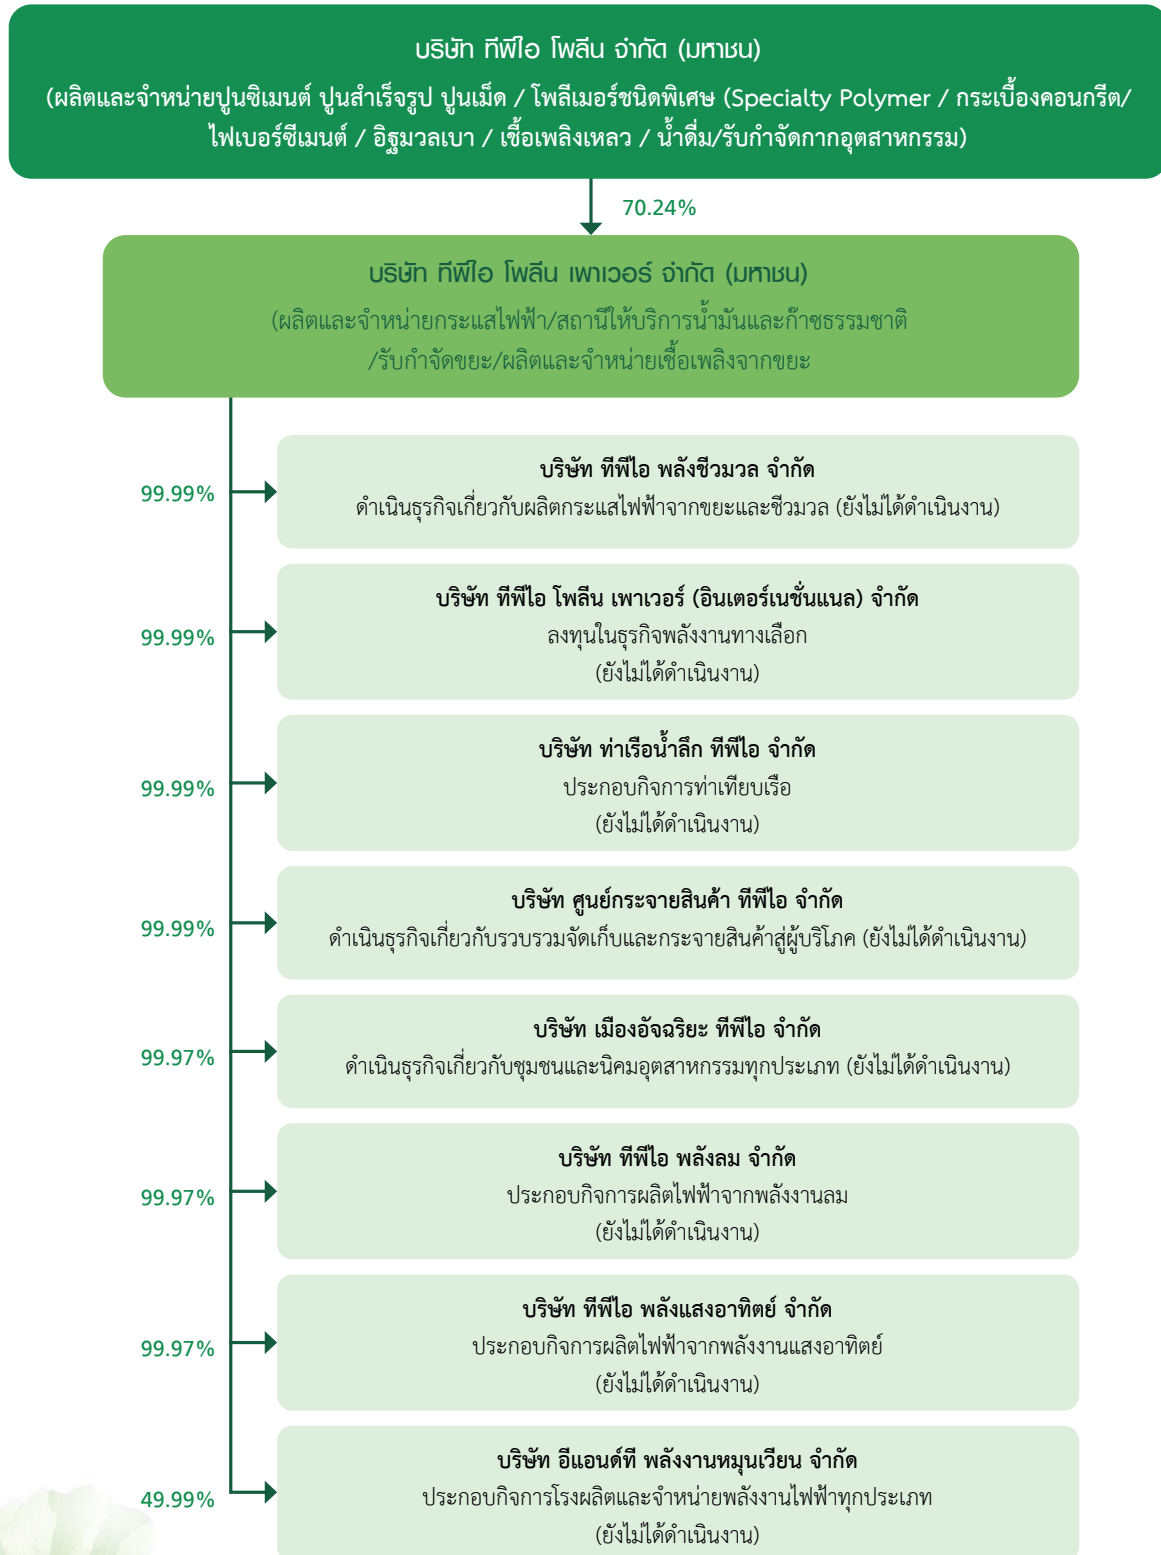 บริษัท ทีพีไอ โพลีน จำกัด (มหาชน)
(ผลิตและจำหน่ายปูนซิเมนต์ ปูนสำเร็จรูป ปูนเม็ด / โพลีเมอร์ชนิดพิเศษ (Specialty Polymer / กระเบื้องคอนกรีต/
ไฟเบอร์ซีเมนต์ / อิฐมวลเบา / เชื้อเพลิงเหลว / น้ำดื่ม/รับกำจัดกากอุตสาหกรรม)
70.24%
บริษัท ทีพีไอ โพลีน เพาเวอร์ จำกัด (มหาชน)
(ผลิตและจำหน่ายกระแสไฟฟ้า/สถานีให้บริการน้ำมันและก๊าซธรรมชาติ
/รับกำจัดขยะ/ผลิตและจำหน่ายเชื้อเพลิงจากขยะ
บริษัท ทีพีไอ พลังชีวมวล จำกัด
99.99%
ดำเนินธุรกิจเกี่ยวกับผลิตกระแสไฟฟ้าจากขยะและชีวมวล (ยังไม่ได้ดำเนินงาน)
บริษัท ทีพีไอ โพลีน เพาเวอร์ (อินเตอร์เนชั่นแนล) จำกัด
99.99%
ลงทุนในธุรกิจพลังงานทางเลือก
(ยังไม่ได้ดำเนินงาน)
บริษัท ท่าเรือน้ำลึก ทีพีไอ จำกัด
99.99%
ประกอบกิจการท่าเทียบเรือ
(ยังไม่ได้ดำเนินงาน)
บริษัท ศูนย์กระจายสินค้า ทีพีไอ จำกัด
99.99%
ดำเนินธุรกิจเกี่ยวกับรวบรวมจัดเก็บและกระจายสินค้าสู่ผู้บริโภค (ยังไม่ได้ดำเนินงาน)
บริษัท เมืองอัจฉริยะ ทีพีไอ จำกัด
99.97%
ดำเนินธุรกิจเกี่ยวกับชุมชนและนิคมอุตสาหกรรมทุกประเภท (ยังไม่ได้ดำเนินงาน)
บริษัท ทีพีไอ พลังลม จำกัด
99.97%
ประกอบกิจการผลิตไฟฟ้าจากพลังงานลม
(ยังไม่ได้ดำเนินงาน)
บริษัท ทีพีไอ พลังแสงอาทิตย์ จำกัด
99.97%
ประกอบกิจการผลิตไฟฟ้าจากพลังงานแสงอาทิตย์
(ยังไม่ได้ดำเนินงาน)
บริษัท อีแอนด์ที พลังงานหมุนเวียน จำกัด
49.99%
ประกอบกิจการโรงผลิตและจำหน่ายพลังงานไฟฟ้าทุกประเภท
(ยังไม่ได้ดำเนินงาน)